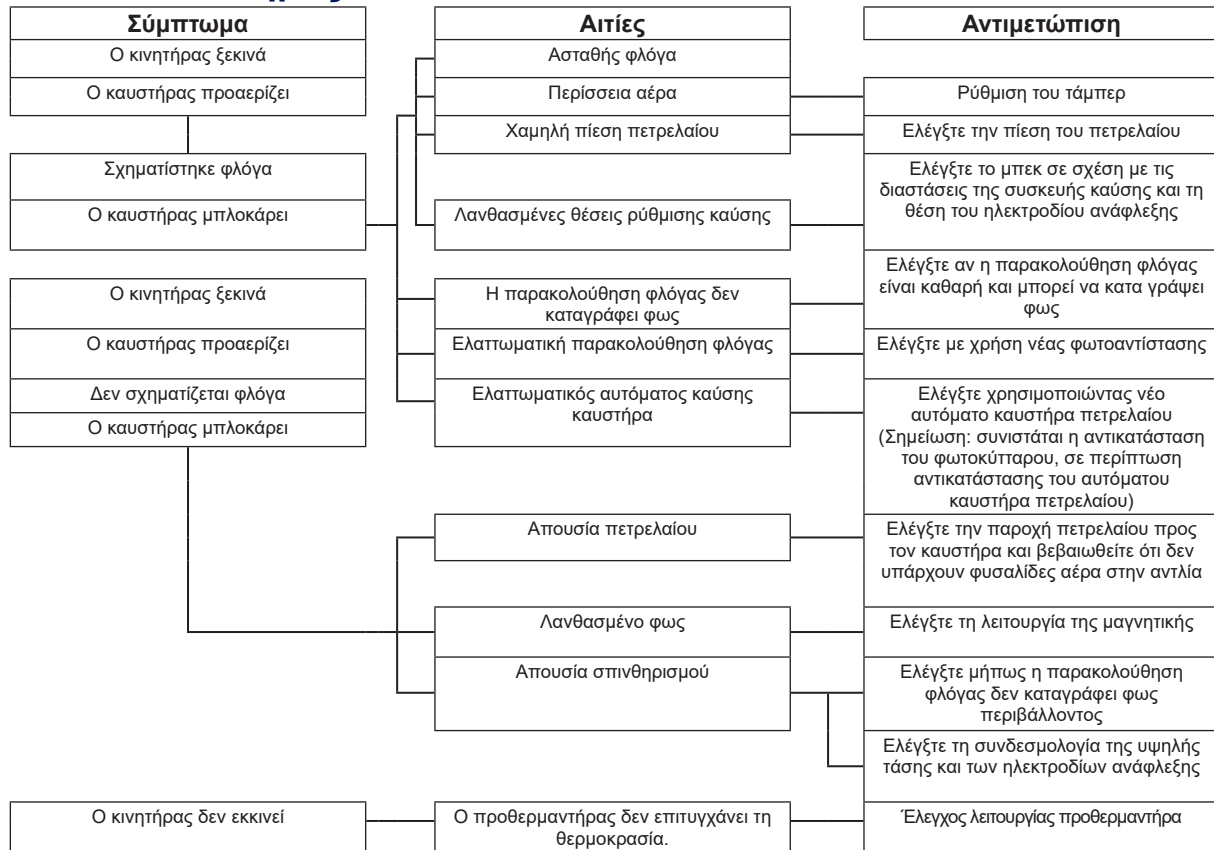 Σύμπτωμα
Αιτίες
Αντιμετώπιση
Ο κινητήρας ξεκινά
Ασταθής φλόγα
Ο καυστήρας προαερίζει
Περίσσεια αέρα
Ρύθμιση του τάμπερ
Χαμηλή πίεση πετρελαίου
Ελέγξτε την πίεση του πετρελαίου
Σχηματίστηκε φλόγα
Ελέγξτε το μπεκ σε σχέση με τις
διαστάσεις της συσκευής καύσης και τη
θέση του ηλεκτροδίου ανάφλεξης
Ο καυστήρας μπλοκάρει
Λανθασμένες θέσεις ρύθμισης καύσης
Ο κινητήρας ξεκινά
Η παρακολούθηση φλόγας δεν
καταγράφει φως
Ελέγξτε αν η παρακολούθηση φλόγας
είναι καθαρή και μπορεί να κατα γράψει
φως
Ο καυστήρας προαερίζει
Ελαττωματική παρακολούθηση φλόγας
Ελέγξτε με χρήση νέας φωτοαντίστασης
Δεν σχηματίζεται φλόγα
Ελαττωματικός αυτόματος καύσης
καυστήρα
Ελέγξτε χρησιμοποιώντας νέο
αυτόματο καυστήρα πετρελαίου
(Σημείωση: συνιστάται η αντικατάσταση
του φωτοκύτταρου, σε περίπτωση
αντικατάστασης του αυτόματου
καυστήρα πετρελαίου)
Ο καυστήρας μπλοκάρει
Απουσία πετρελαίου
Ελέγξτε την παροχή πετρελαίου προς
τον καυστήρα και βεβαιωθείτε ότι δεν
υπάρχουν φυσαλίδες αέρα στην αντλία
Λανθασμένο φως
Ελέγξτε τη λειτουργία της μαγνητικής
Απουσία σπινθηρισμού
Ελέγξτε μήπως η παρακολούθηση
φλόγας δεν καταγράφει φως
περιβάλλοντος
Ελέγξτε τη συνδεσμολογία της υψηλής
τάσης και των ηλεκτροδίων ανάφλεξης
Ο κινητήρας δεν εκκινεί
Ο προθερμαντήρας δεν επιτυγχάνει τη
θερμοκρασία.
Έλεγχος λειτουργίας προθερμαντήρα